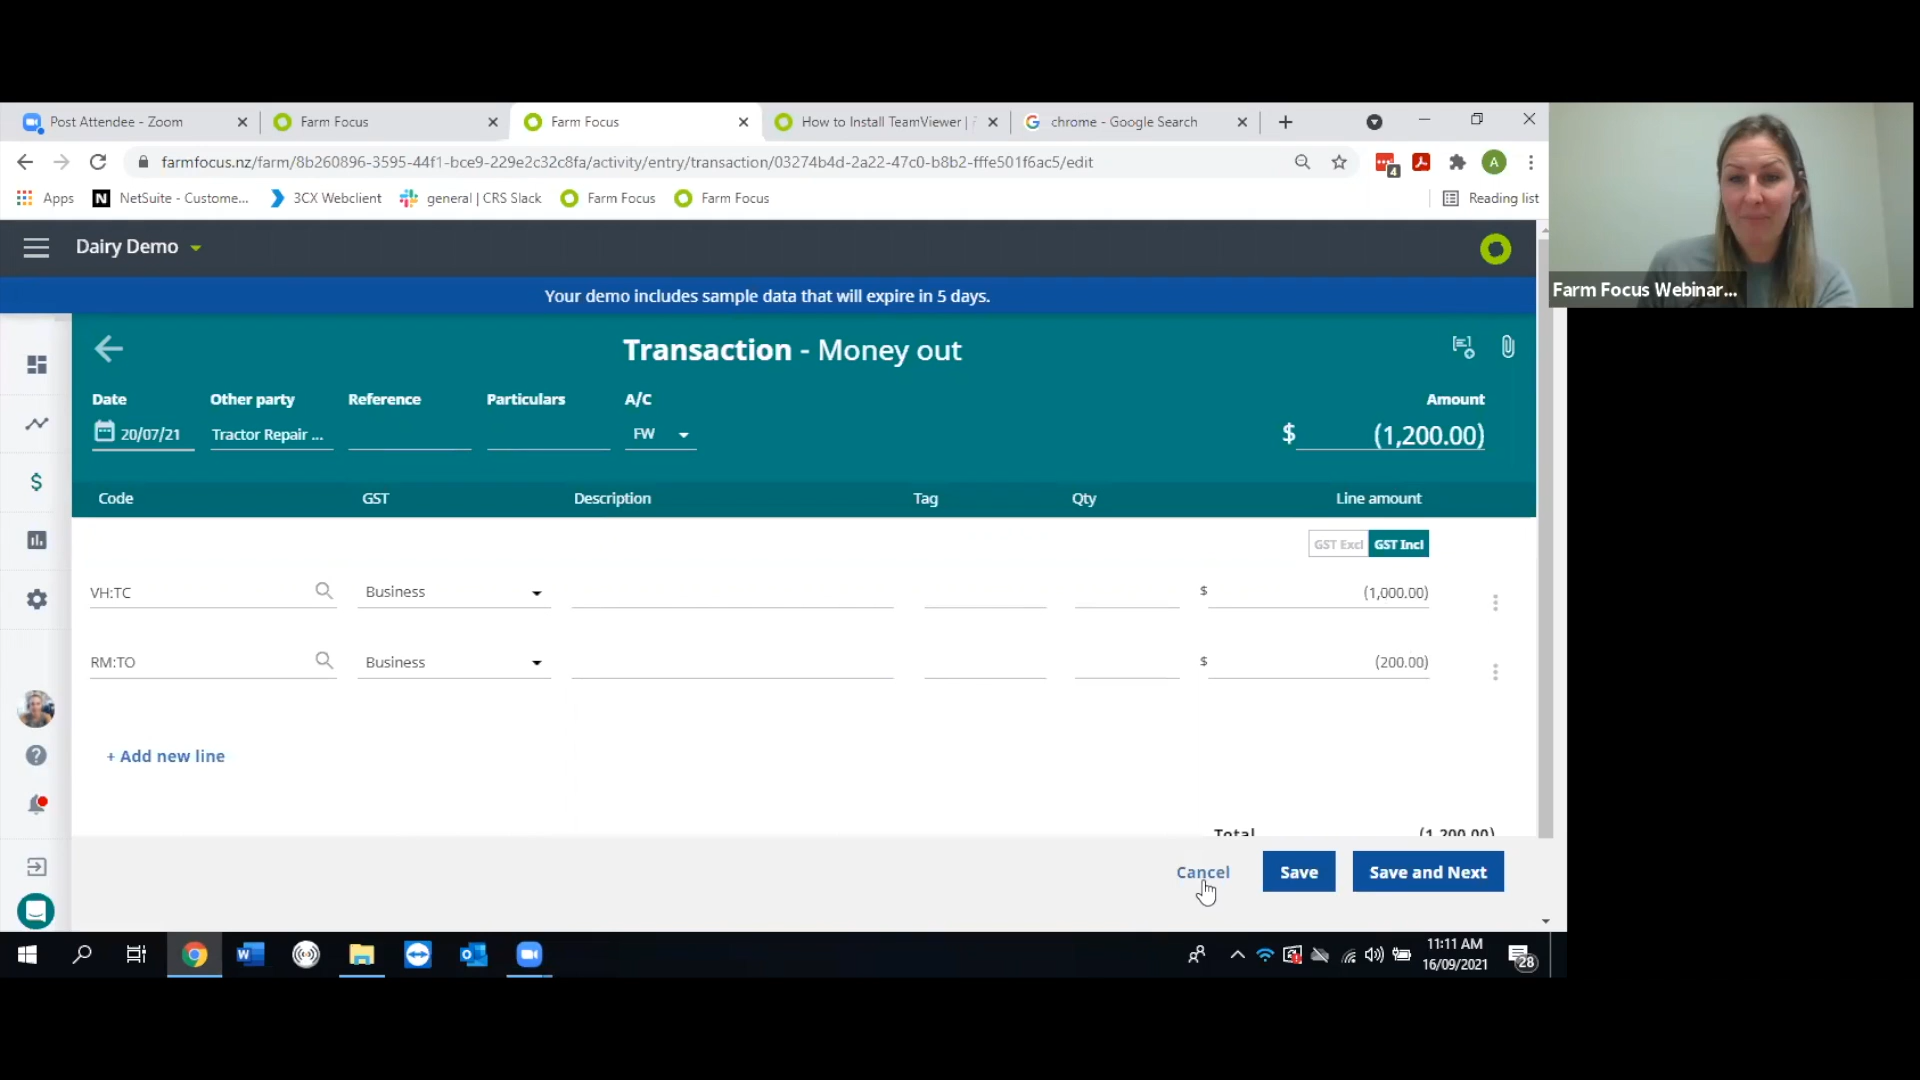 Post Attendee - Zoom
Farm Focus
Farm Focus
How to Install TeamViewer |
chrome - Google Search
farmfocus.nz/farm/8b260896-3595-44f1-bce9-229e2c32c8fa/activity/entry/transaction/03274b4d-2a22-47c0-b8b2-fffe501f6ac5/edit
4
A
Apps
N
NetSuite - Custome...
3CX Webclient
general | CRS Slack
Farm Focus
Farm Focus
Reading list
Farm Focus Webinar...
Dairy Demo
Your demo includes sample data that will expire in 5 days.
Transaction - Money out
Date
Other party
Reference
Particulars
A/C
Amount
20/07/21
Tractor Repair ...
FW
$ (1,200.00)
Code
GST
Description
Tag
Qty
Line amount
GST Excl
GST Incl
VH:TC
Business
$ (1,000.00)
RM:TO
Business
$ (200.00)
+ Add new line
Total (1,200.00)
Cancel
Save
Save and Next
11:11 AM
16/09/2021
28